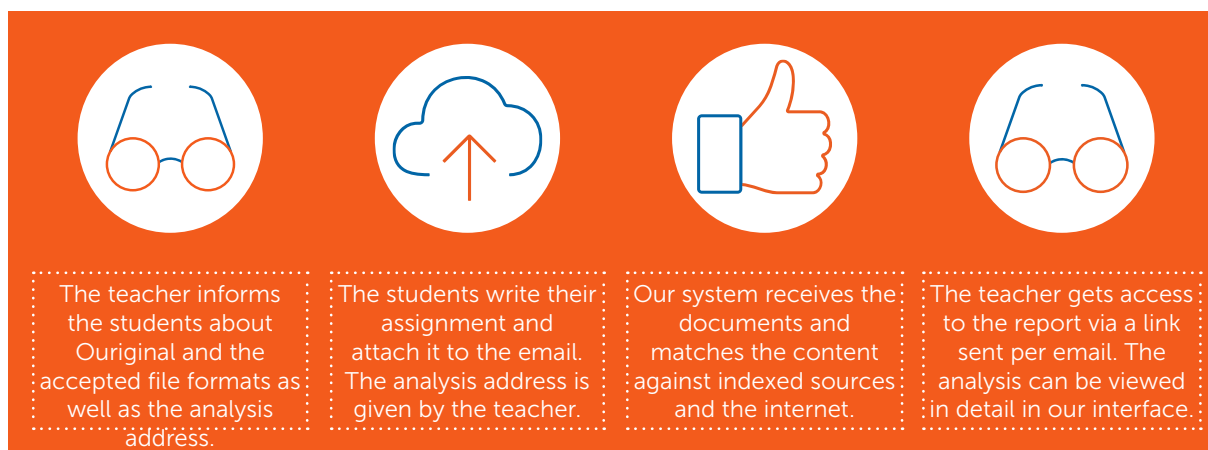 The teacher informs
the students about
Ouriginal and the
accepted file formats as
well as the analysis
address.
The students write their
assignment and
attach it to the email.
The analysis address is
given by the teacher.
Our system receives the
documents and
matches the content
against indexed sources
and the internet.
The teacher gets access
to the report via a link
sent per email. The
analysis can be viewed
in detail in our interface.